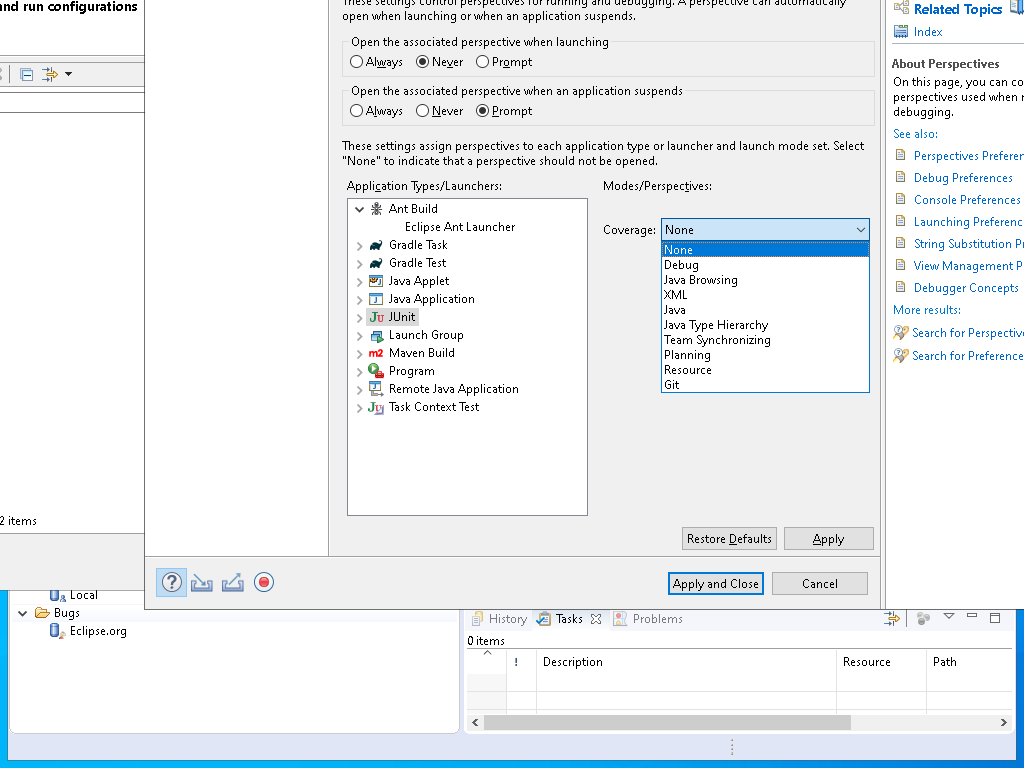 and run configurations
These settings control perspectives for running and debugging. A perspective can automatically
open when launching or when an application suspends.
Open the associated perspective when launching
Always
Never
Prompt
Open the associated perspective when an application suspends
Always
Never
Prompt
These settings assign perspectives to each application type or launcher and launch mode set. Select
"None" to indicate that a perspective should not be opened.
Application Types/Launchers:
Modes/Perspectives:
Ant Build
Eclipse Ant Launcher
Gradle Task
Gradle Test
Java Applet
Java Application
Ju JUnit
Launch Group
m2 Maven Build
Program
Remote Java Application
Ju Task Context Test
Coverage:
None
None
Debug
Java Browsing
XML
Java
Java Type Hierarchy
Team Synchronizing
Planning
Resource
Git
Restore Defaults
Apply
Apply and Close
Cancel
Related Topics
Index
About Perspectives
On this page, you can co
perspectives used when r
debugging.
See also:
Perspectives Preferen
Debug Preferences
Console Preferences
Launching Preferenc
String Substitution P
View Management P
Debugger Concepts
More results:
Search for Perspective
Search for Preference
2 items
Local
Bugs
Eclipse.org
History
Tasks
Problems
0 items
!
Description
Resource
Path